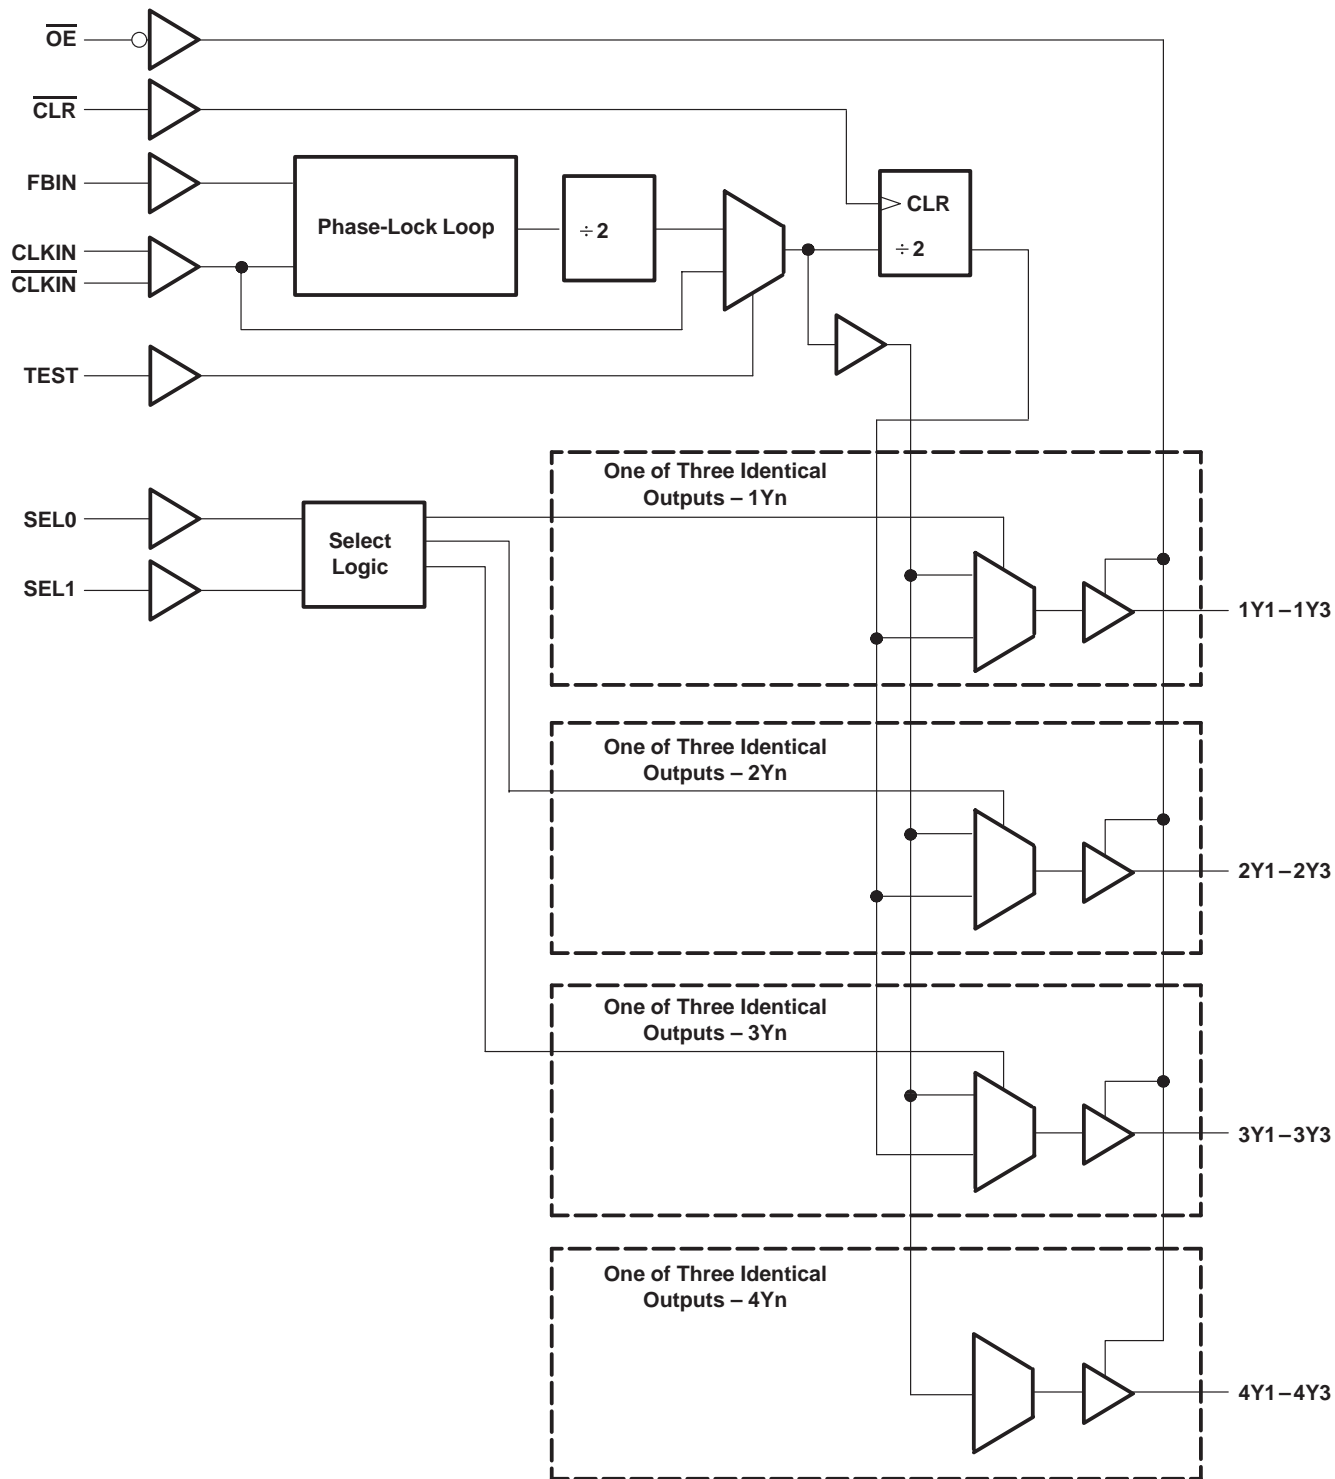 OE
CLR
FBIN
CLKIN
CLKIN
TEST
Phase-Lock Loop
÷2
CLR
÷2
SEL0
SEL1
Select
Logic
One of Three Identical
Outputs – 1Yn
1Y1–1Y3
One of Three Identical
Outputs – 2Yn
2Y1–2Y3
One of Three Identical
Outputs – 3Yn
3Y1–3Y3
One of Three Identical
Outputs – 4Yn
4Y1–4Y3